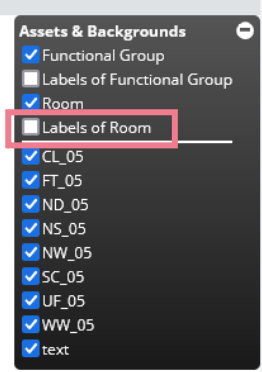 Assets & Backgrounds
Functional Group
Labels of Functional Group
Room
Labels of Room
CL_05
FT_05
ND_05
NS_05
NW_05
SC_05
UF_05
WW_05
text